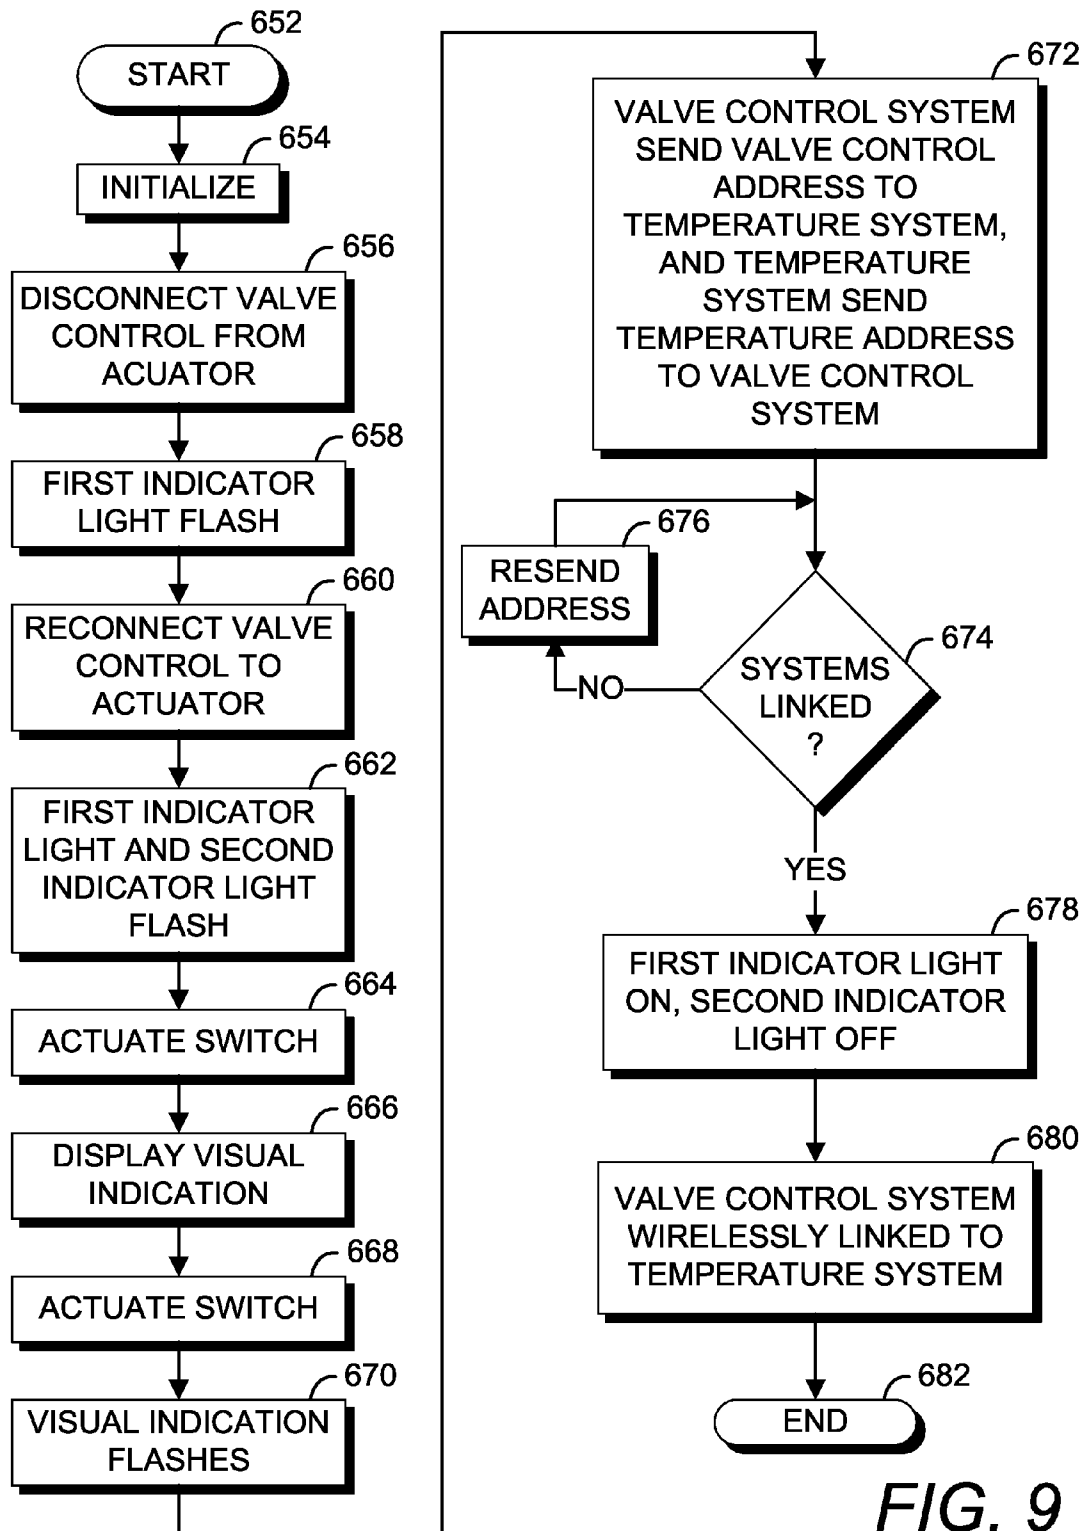 652
START
654
INITIALIZE
656
DISCONNECT VALVE
CONTROL FROM
ACUATOR
658
FIRST INDICATOR
LIGHT FLASH
660
RECONNECT VALVE
CONTROL TO
ACTUATOR
662
FIRST INDICATOR
LIGHT AND SECOND
INDICATOR LIGHT
FLASH
664
ACTUATE SWITCH
666
DISPLAY VISUAL
INDICATION
668
ACTUATE SWITCH
670
VISUAL INDICATION
FLASHES
672
VALVE CONTROL SYSTEM
SEND VALVE CONTROL
ADDRESS TO
TEMPERATURE SYSTEM,
AND TEMPERATURE
SYSTEM SEND
TEMPERATURE ADDRESS
TO VALVE CONTROL
SYSTEM
676
RESEND
ADDRESS
674
SYSTEMS
LINKED
?
NO
YES
678
FIRST INDICATOR LIGHT
ON, SECOND INDICATOR
LIGHT OFF
680
VALVE CONTROL SYSTEM
WIRELESSLY LINKED TO
TEMPERATURE SYSTEM
682
END
FIG. 9